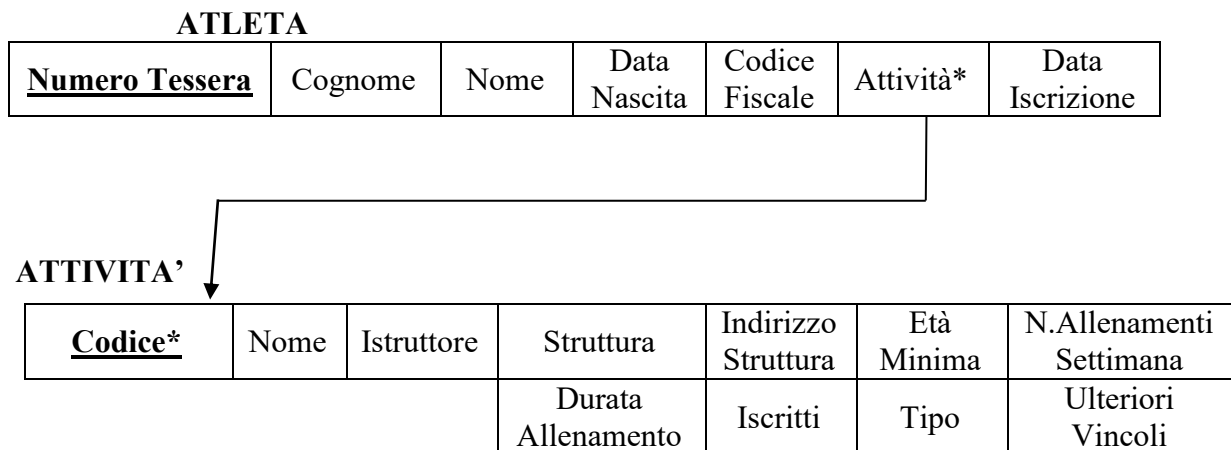 ATLETA
Numero Tessera Cognome Nome Data Nascita Codice Fiscale Attività* Data Iscrizione
ATTIVITA’
Codice* Nome Istruttore Struttura Indirizzo Struttura Età Minima N.Allenamenti Settimana
Durata Allenamento Iscritti Tipo Ulteriori Vincoli